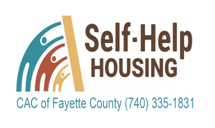 Self-Help
HOUSING
CAC of Fayette County (740) 335-1831